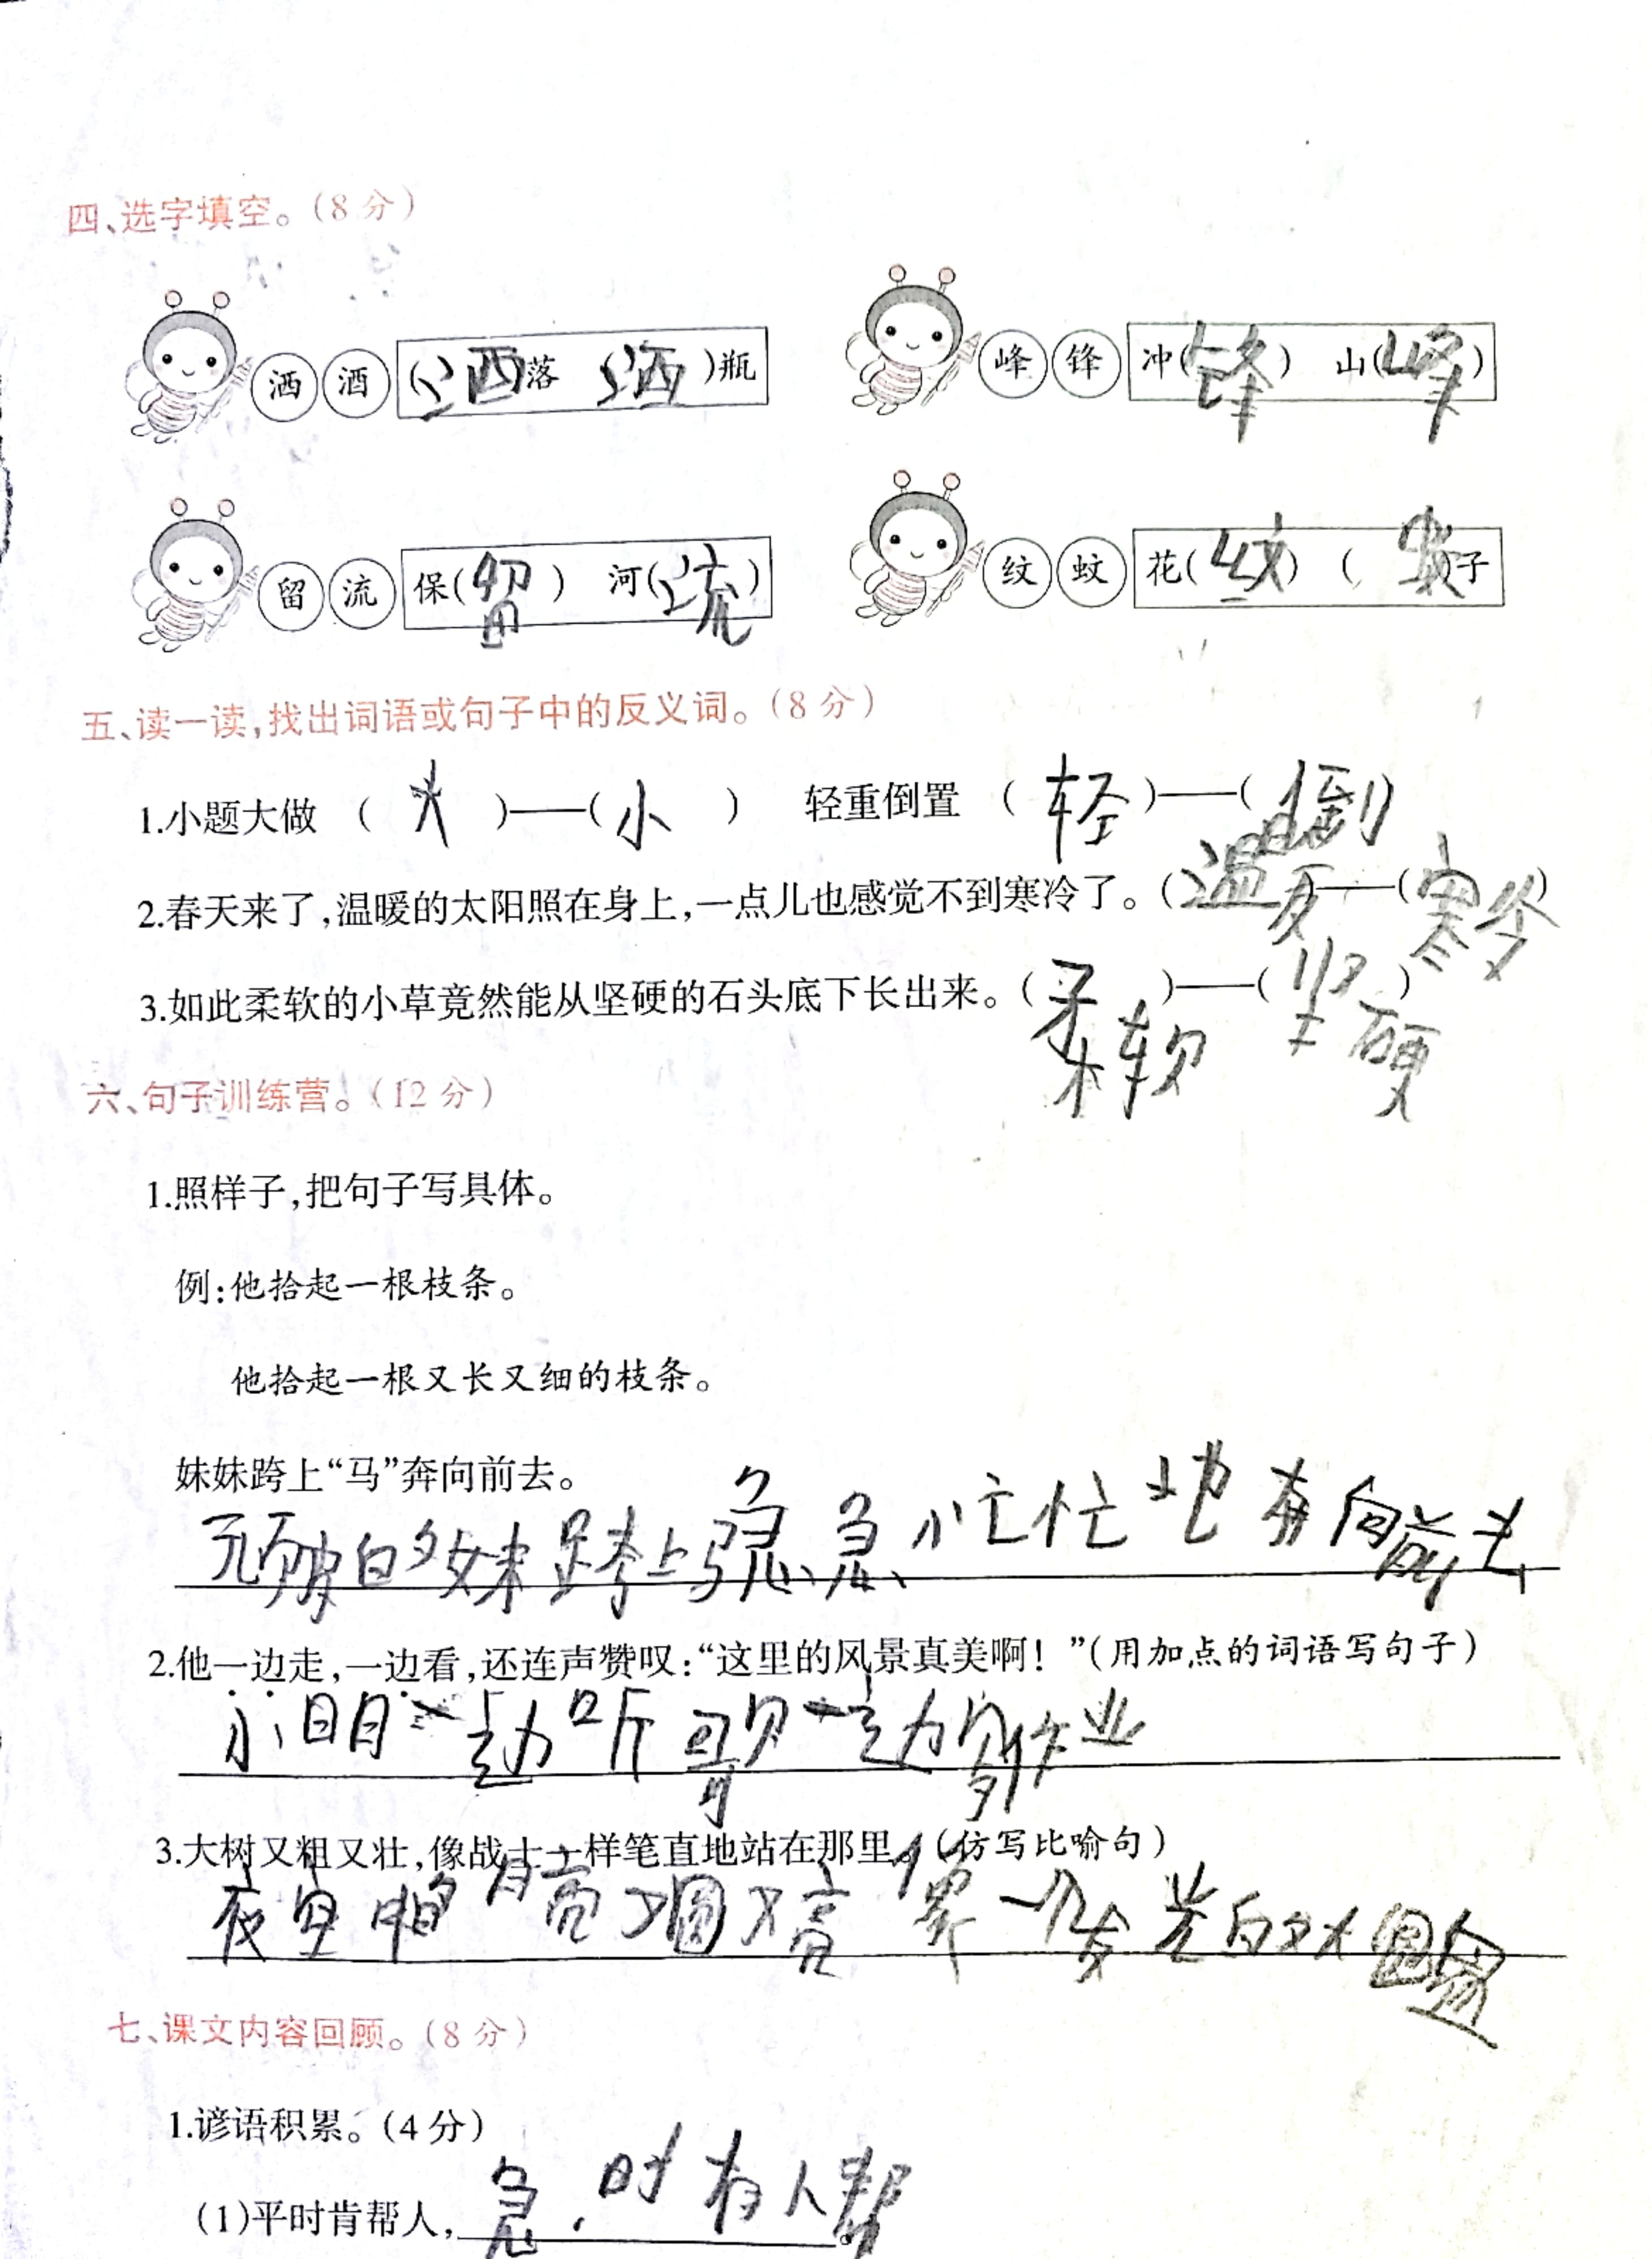 四、选字填空。(8分)
洒 酒 (洒)落 (洒)瓶 峰 锋 冲(锋) 山(峰)
留 流 保(留) 河(流) 纹 蚊 花(纹) (蚊)子
五、读一读,找出词语或句子中的反义词。(8分)
1.小题大做 (大)——(小) 轻重倒置 (轻)——(倒)
2.春天来了,温暖的太阳照在身上,一点儿也感觉不到寒冷了。(温暖)——(寒冷)
3.如此柔软的小草竟然能从坚硬的石头底下长出来。(柔软)——(坚硬)
六、句子训练营。(12分)
1.照样子,把句子写具体。
例:他拾起一根枝条。
他拾起一根又长又细的枝条。
妹妹跨上“马”奔向前去。
顽皮的妹妹跨上马急急忙忙地奔向前去
2.他一边走,一边看,还连声赞叹:“这里的风景真美啊!”(用加点的词语写句子)
小明一边听歌一边写作业
3.大树又粗又壮,像战士一样笔直地站在那里。(仿写比喻句)
夜里 月亮又圆又亮像一个发光的大圆盘
七、课文内容回顾。(8分)
1.谚语积累。(4分)
(1)平时肯帮人,急时有人帮。